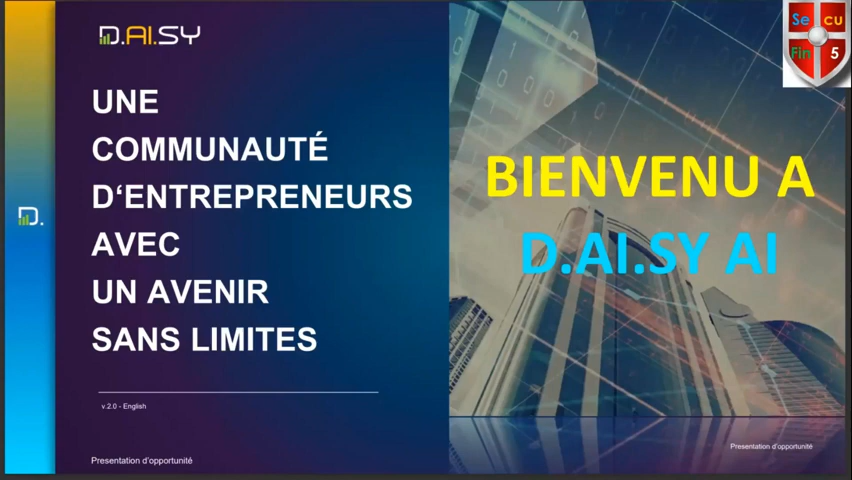 D.AI.SY
UNE
COMMUNAUTÉ
D‘ENTREPRENEURS
AVEC
UN AVENIR
SANS LIMITES
v.2.0 - English
Presentation d'opportunité
D.
BIENVENU A
D.AI.SY AI
Se cu
Fin 5
Presentation d'opportunité